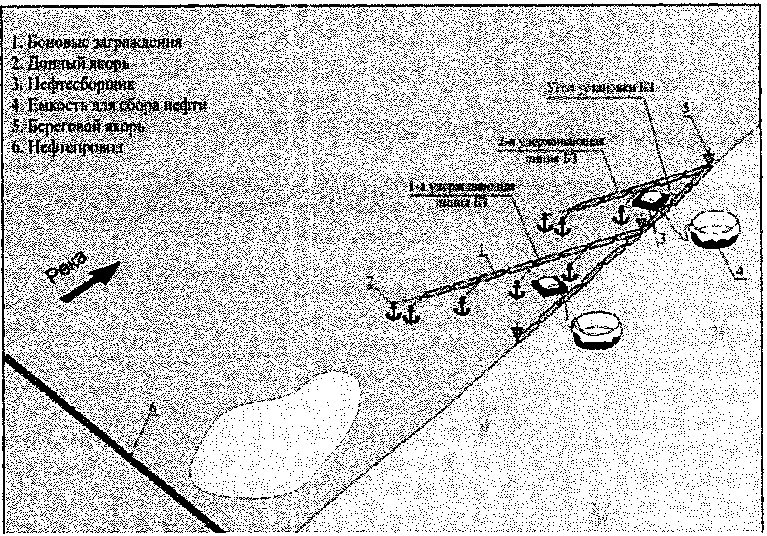 1. Боновые заграждения
2. Донный якорь
3. Нефтесборщик
4. Емкость для сбора нефти
5. Береговой якорь
6. Нефтепровод
Угол установки БЗ
5
2-я удерживающая
линия БЗ
1-я удерживающая
линия БЗ
1
3
4
2
Река
6